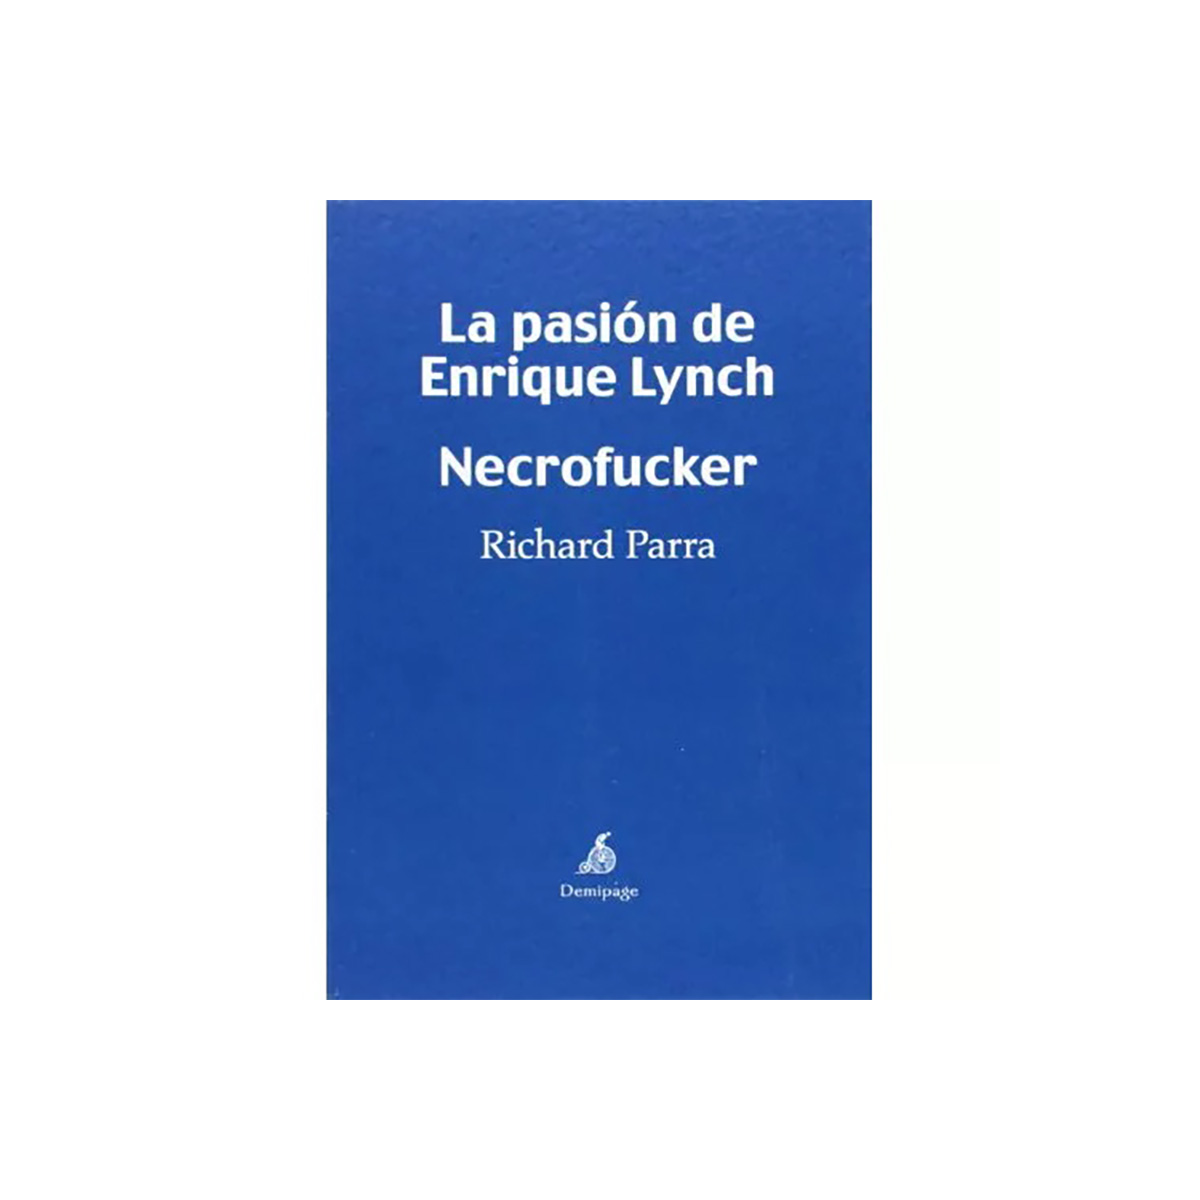 La pasión de
Enrique Lynch
Necrofucker
Richard Parra
Demipage